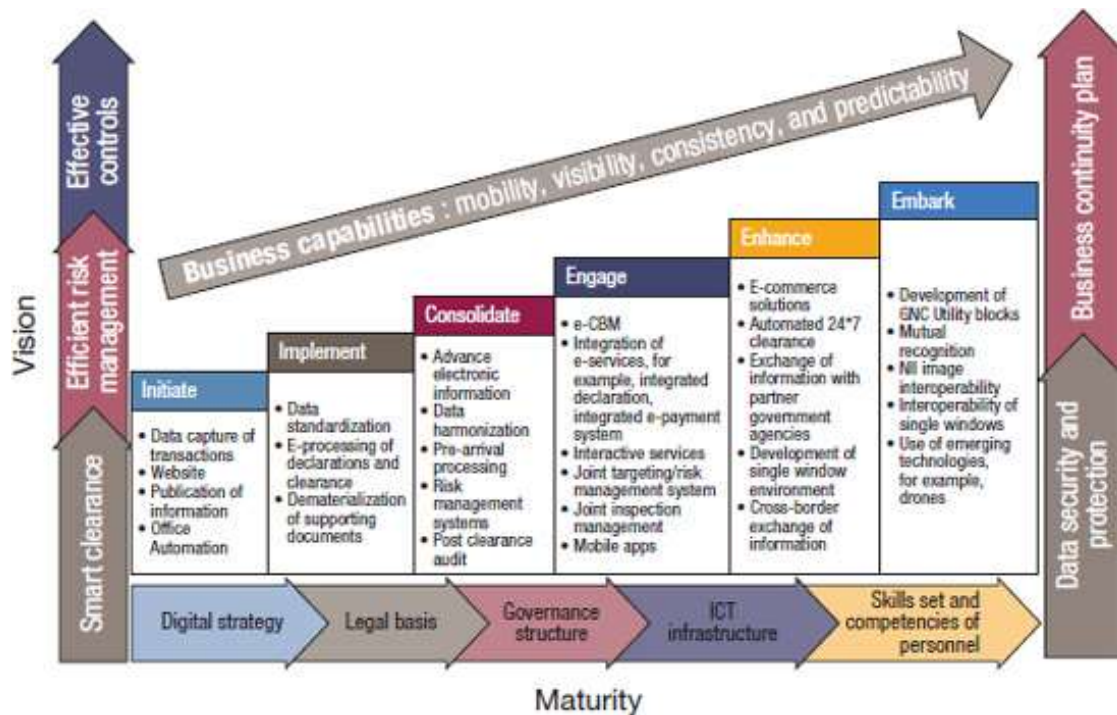 Vision
Effective
controls
Efficient risk
management
Smart clearance
Business capabilities : mobility, visibility, consistency, and predictability
Initiate
• Data capture of
transactions
• Website
• Publication of
information
• Office
Automation
Implement
• Data
standardization
• E-processing of
declarations and
clearance
• Dematerialization
of supporting
documents
Consolidate
• Advance
electronic
information
• Data
harmonization
• Pre-arrival
processing
• Risk
management
systems
• Post clearance
audit
Engage
• e-CBM
• Integration of
e-services, for
example, integrated
declaration,
integrated e-payment
system
• Interactive services
• Joint targeting/risk
management system
• Joint inspection
management
• Mobile apps
Enhance
• E-commerce
solutions
• Automated 24*7
clearance
• Exchange of
information with
partner
government
agencies
• Development of
single window
environment
• Cross-border
exchange of
information
Embark
• Development of
GNC Utility blocks
• Mutual
recognition
• NII image
interoperability
• Interoperability of
single windows
• Use of emerging
technologies,
for example,
drones
Business continuity plan
Data security and
protection
Digital strategy
Legal basis
Governance
structure
ICT
infrastructure
Skills set and
competencies of
personnel
Maturity